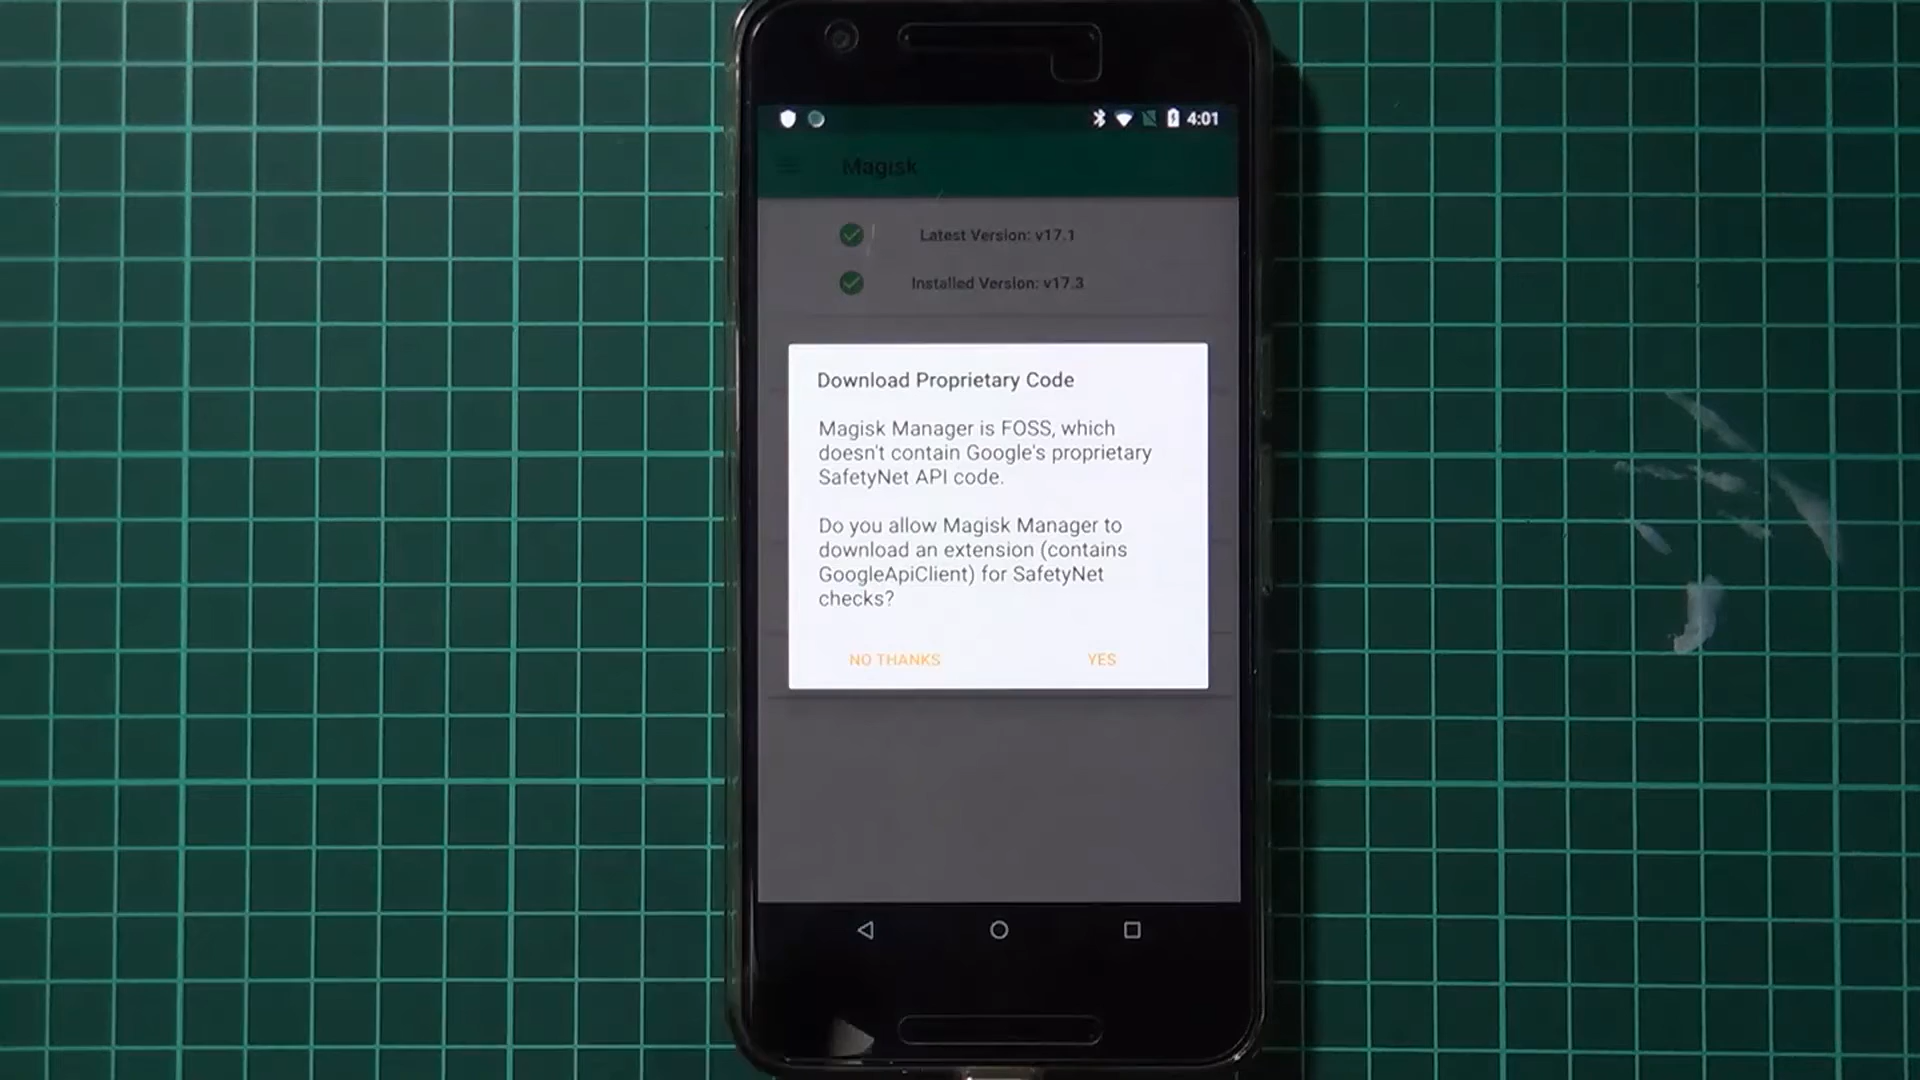 4:01
Magisk
Latest Version: v17.1
Installed Version: v17.3
Download Proprietary Code
Magisk Manager is FOSS, which
doesn't contain Google's proprietary
SafetyNet API code.
Do you allow Magisk Manager to
download an extension (contains
GoogleApiClient) for SafetyNet
checks?
NO THANKS YES